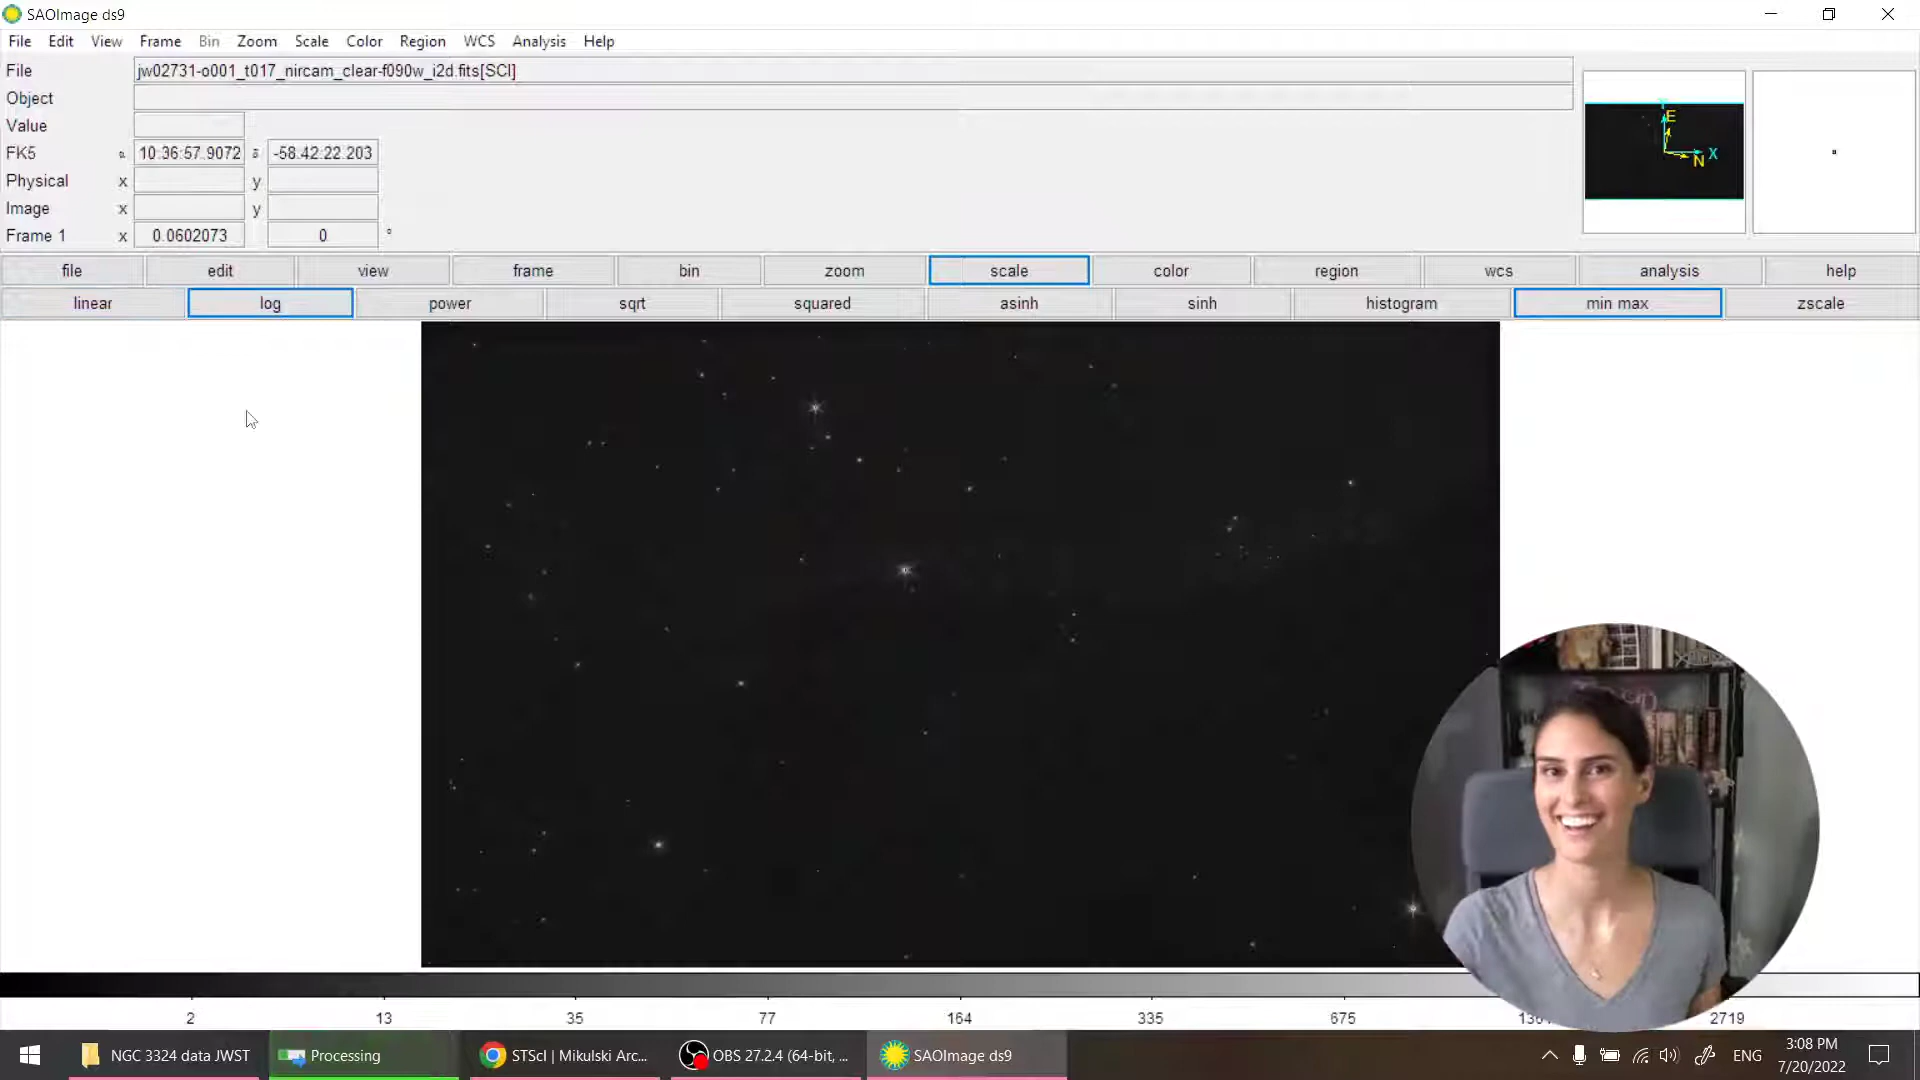 SAOImage ds9
File Edit View Frame Bin Zoom Scale Color Region WCS Analysis Help
File jw02731-o001_t017_nircam_clear-f090w_i2d.fits[SCI]
Object
Value
FK5 α 10:36:57.9072 δ -58:42:22.203
Physical x y
Image x y
Frame 1 x 0.0602073 0 °
E
X
N
file edit view frame bin zoom scale color region wcs analysis help
linear log power sqrt squared asinh sinh histogram min max zscale
2 13 35 77 164 335 675 2719
NGC 3324 data JWST Processing STScI | Mikulski Arc... OBS 27.2.4 (64-bit, ... SAOImage ds9 ENG
3:08 PM
7/20/2022